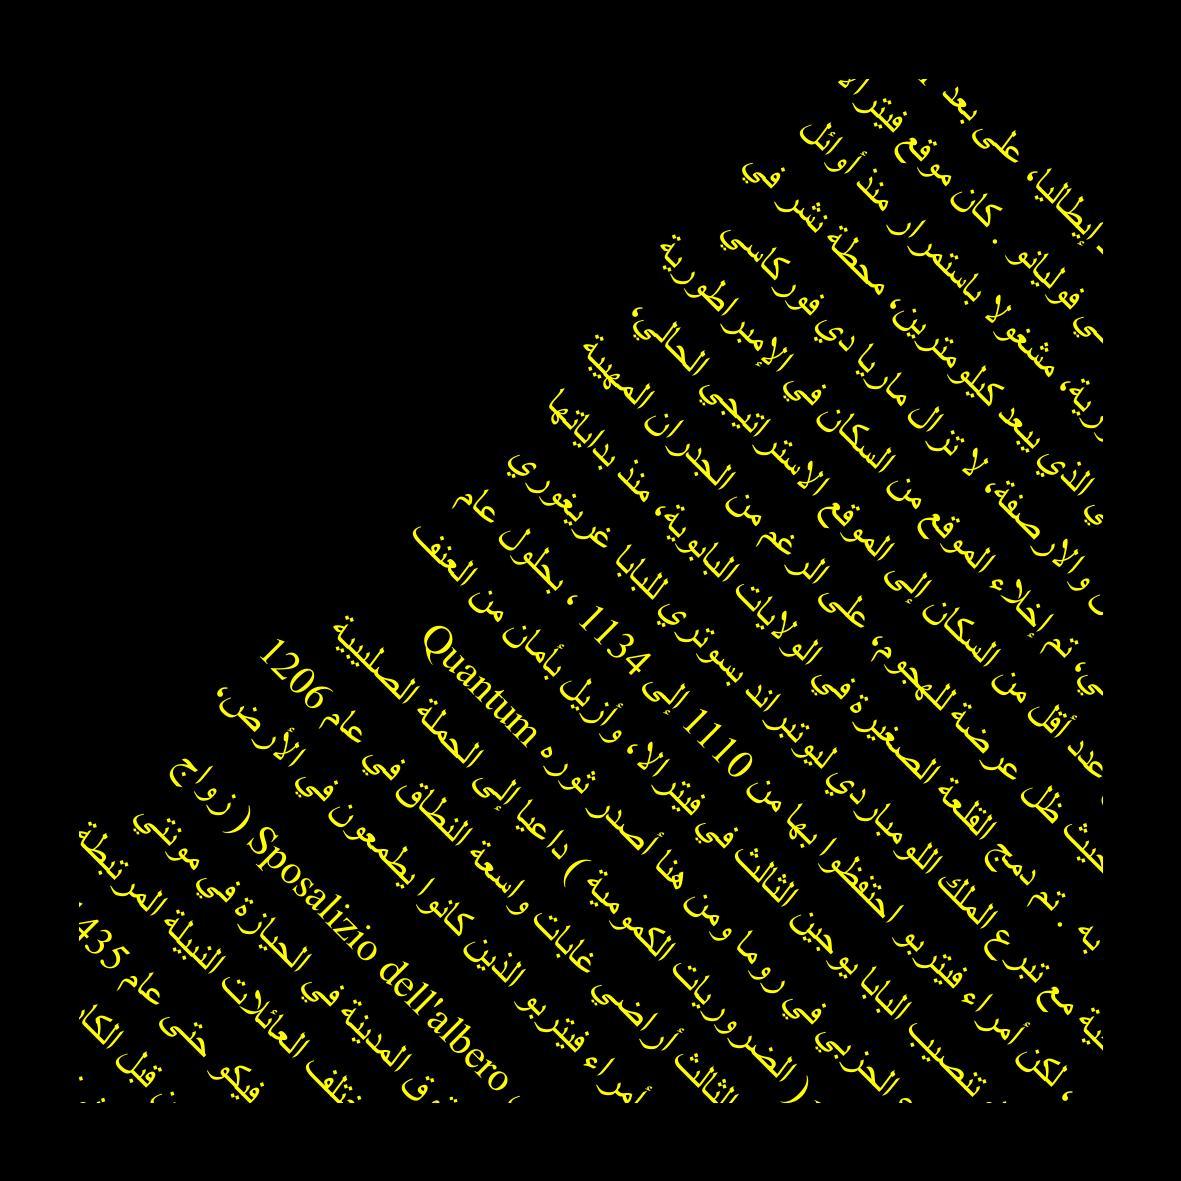 إيطاليا، على بعد
فوليانو . كان موقع
مشغولا باستمرار منذ أوائل
الذي يبعد كيلومترين، محطة نشر في
والارصفة، لا تزال ماريا دي فوركاسي
تم إخلاء الموقع من السكان في الإمبراطورية
عدد أقل من السكان إلى الموقع الاستراتيجي الحالي،
حيث ظل عرضة للهجوم، على الرغم من الجدران المهيبة
به . تم دمج القلعة الصغيرة في الولايات البابوية، منذ بداياتها
مع تبرع الملك اللومباردي ليوتبراند بسوتري للبابا غريغوري
، لكن أمراء فيتربو احتفظوا بها من 1110 إلى 1134 ، بحلول عام
تنصيب البابا يوجين الثالث في فيترالا، وأزيل بأمان من العنف
الحزبي في روما ومن هنا أصدر ثوره Quantum
( الضروريات الكمومية ) داعيا إلى الحملة الصليبية
الثالث أراضي غابات واسعة النطاق في عام 1206
أمراء فيتربو الذين كانوا يطمعون في الأرض،
Sposalizio dell'albero ( زواج
المدينة في الحيازة في مونتي
العائلات النبيلة المرتبطة
فيكو حتى عام
قبل